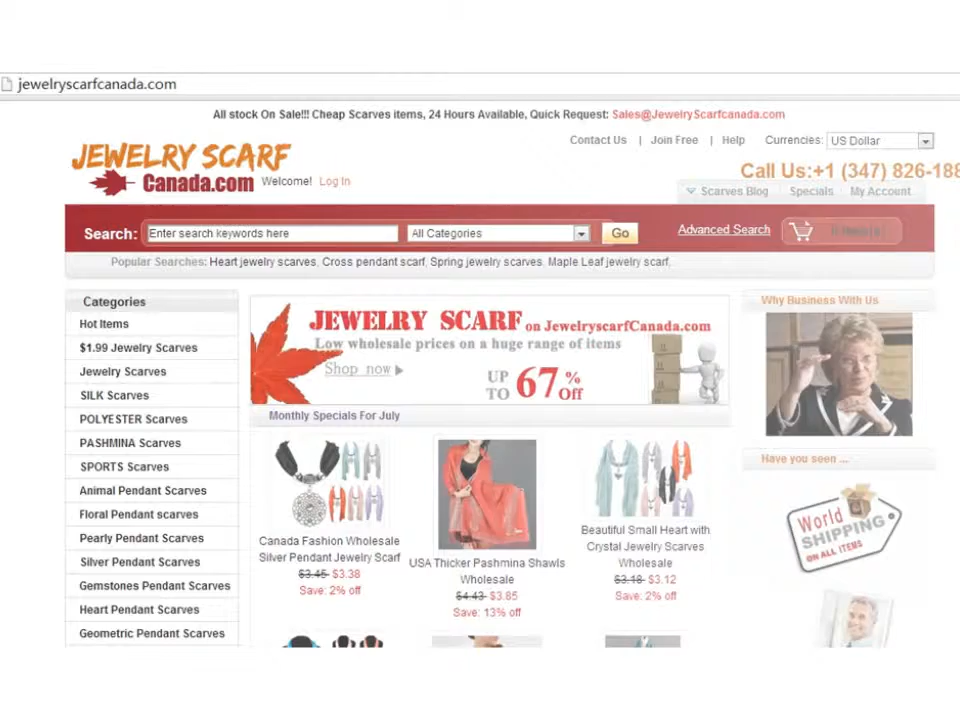 jewelryscarfcanada.com
All stock On Sale!!! Cheap Scarves items, 24 Hours Available, Quick Request: Sales@JewelryScarfcanada.com
Contact Us | Join Free | Help Currencies: US Dollar
JEWELRY SCARF
Canada.com Welcome! Log In
Call Us:+1 (347) 826-188
Scarves Blog Specials My Account
Search: Enter search keywords here All Categories Go Advanced Search
Popular Searches: Heart jewelry scarves, Cross pendant scarf, Spring jewelry scarves, Maple Leaf jewelry scarf,
Categories
Hot Items
$1.99 Jewelry Scarves
Jewelry Scarves
SILK Scarves
POLYESTER Scarves
PASHMINA Scarves
SPORTS Scarves
Animal Pendant Scarves
Floral Pendant scarves
Pearly Pendant Scarves
Silver Pendant Scarves
Gemstones Pendant Scarves
Heart Pendant Scarves
Geometric Pendant Scarves
JEWELRY SCARF on JewelryscarfCanada.com
Low wholesale prices on a huge range of items
Shop now
UP TO 67% Off
Monthly Specials For July
Canada Fashion Wholesale
Silver Pendant Jewelry Scarf
$3.45 $3.38
Save: 2% off
USA Thicker Pashmina Shawls
Wholesale
$4.43 $3.85
Save: 13% off
Beautiful Small Heart with
Crystal Jewelry Scarves
Wholesale
$3.18 $3.12
Save: 2% off
Why Business With Us
Have you seen ...
World
SHIPPING
ON ALL ITEMS